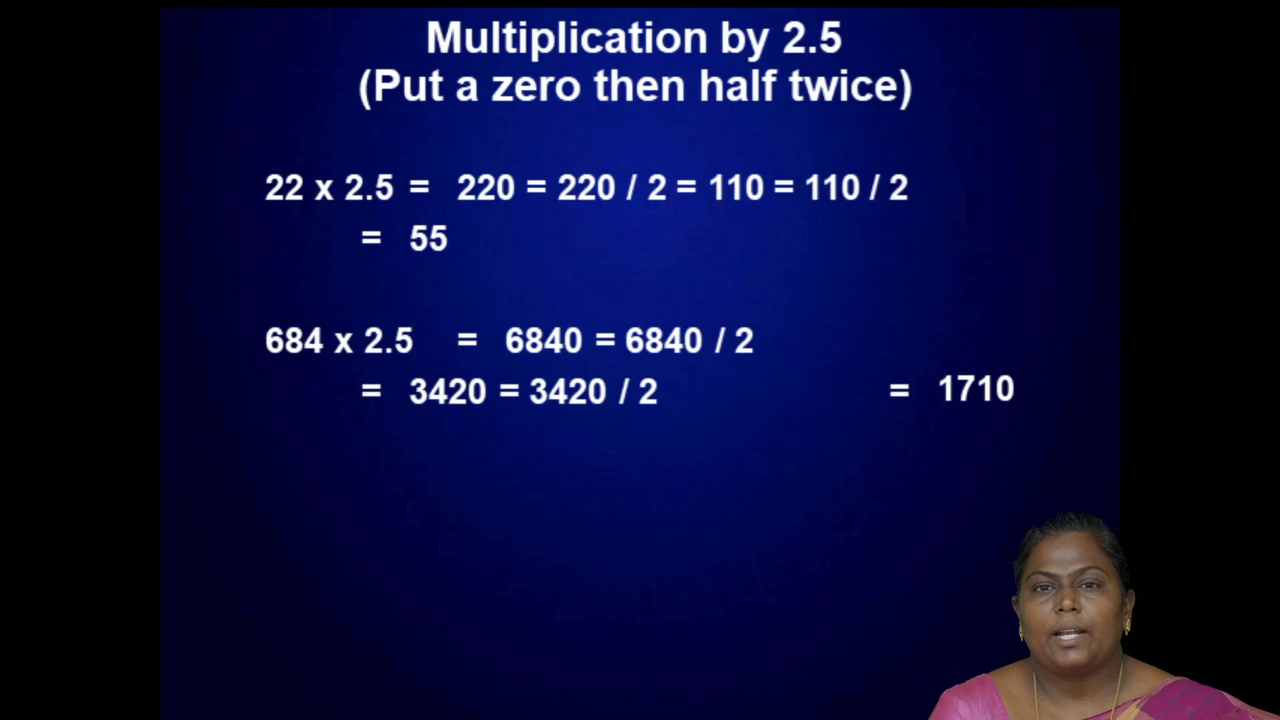 Multiplication by 2.5
(Put a zero then half twice)
22 x 2.5 = 220 = 220 / 2 = 110 = 110 / 2
= 55
684 x 2.5 = 6840 = 6840 / 2
= 3420 = 3420 / 2 = 1710